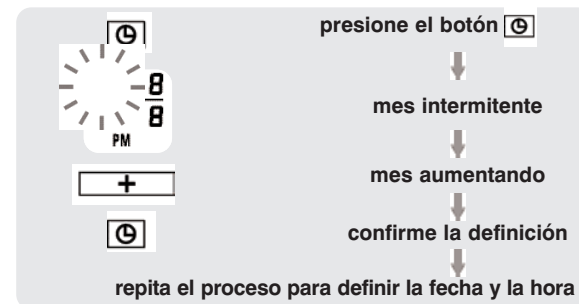 presione el botón
8
8
PM
mes intermitente
+
mes aumentando
confirme la definición
repita el proceso para definir la fecha y la hora